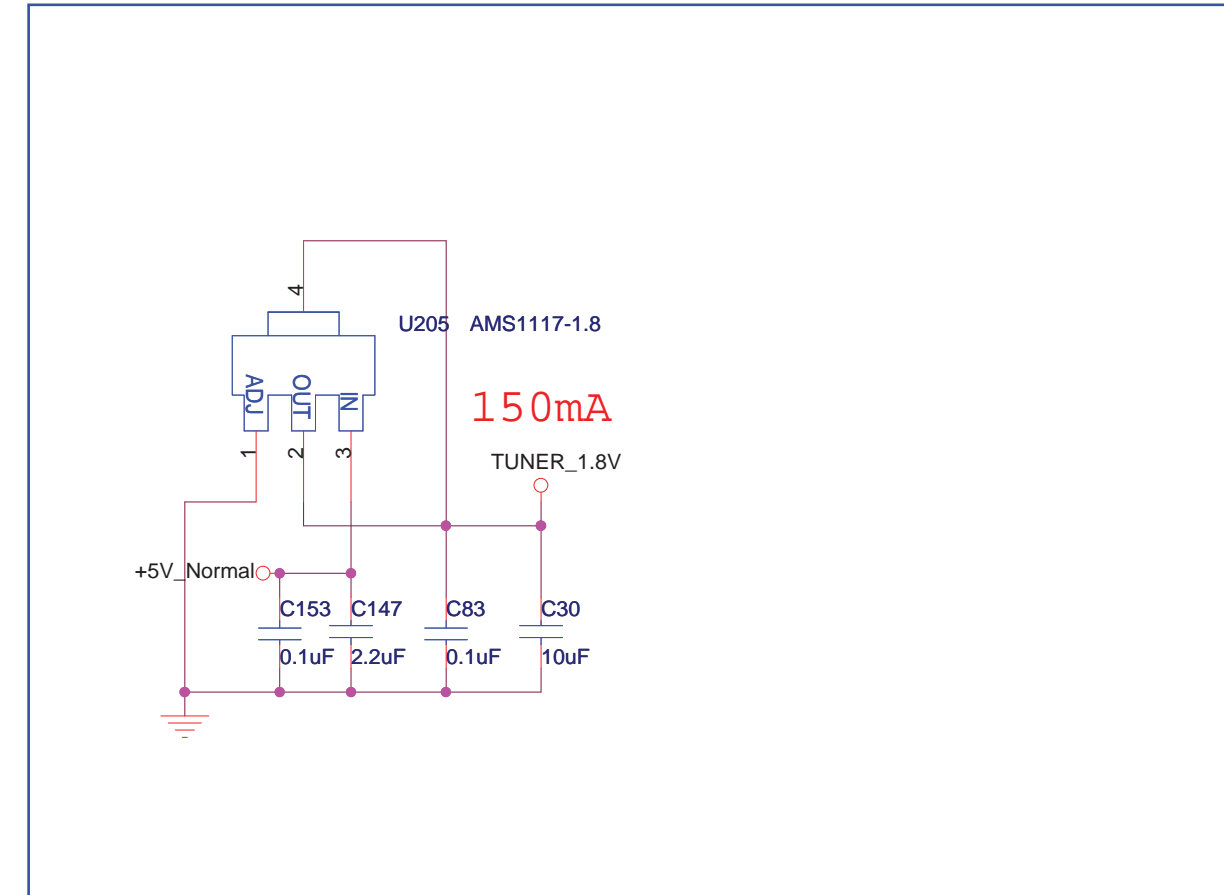 4
U205 AMS1117-1.8
ADJ OUT IN
150mA
1 2 3
TUNER_1.8V
+5V_Normal
C153 C147 C83 C30
0.1uF 2.2uF 0.1uF 10uF